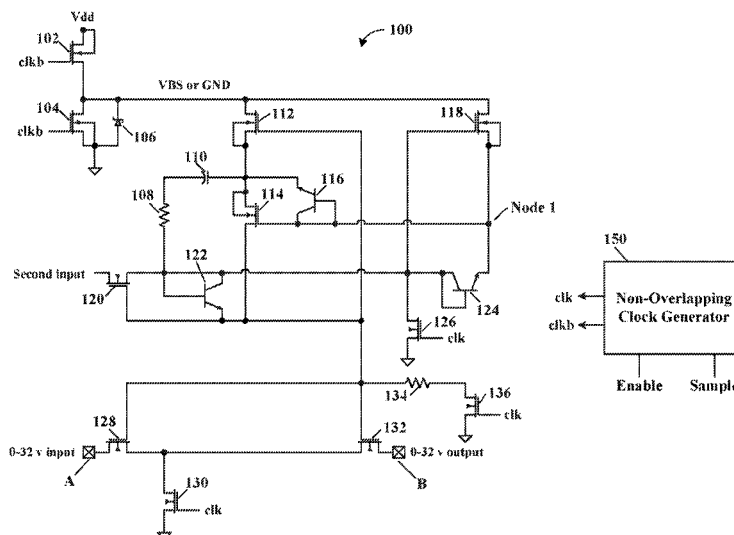 Vdd
102
100
clkb
VBS or GND
104
112
118
clkb
106
110
116
114
108
Node 1
122
150
Second input
clk
Non-Overlapping
Clock Generator
120
124
126
clkb
clk
Enable
Sample
136
134
128
132
clk
0-32 v input
0-32 v output
A
B
130
clk